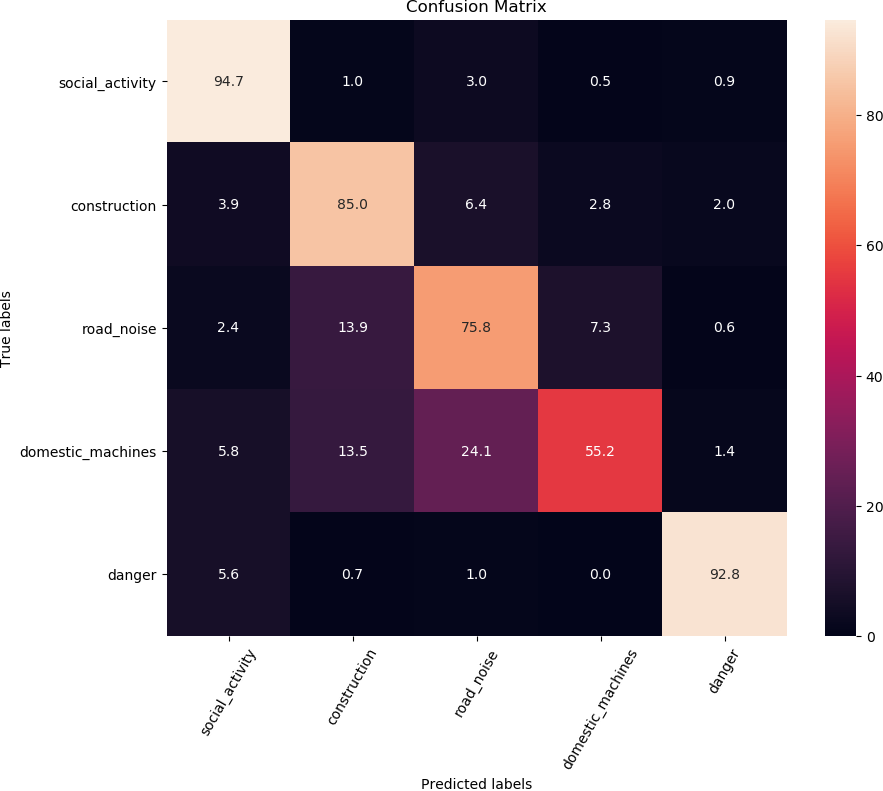 Confusion Matrix
True labels
social_activity 94.7 1.0 3.0 0.5 0.9
construction 3.9 85.0 6.4 2.8 2.0
road_noise 2.4 13.9 75.8 7.3 0.6
domestic_machines 5.8 13.5 24.1 55.2 1.4
danger 5.6 0.7 1.0 0.0 92.8
social_activity construction road_noise domestic_machines danger
Predicted labels
80
60
40
20
0